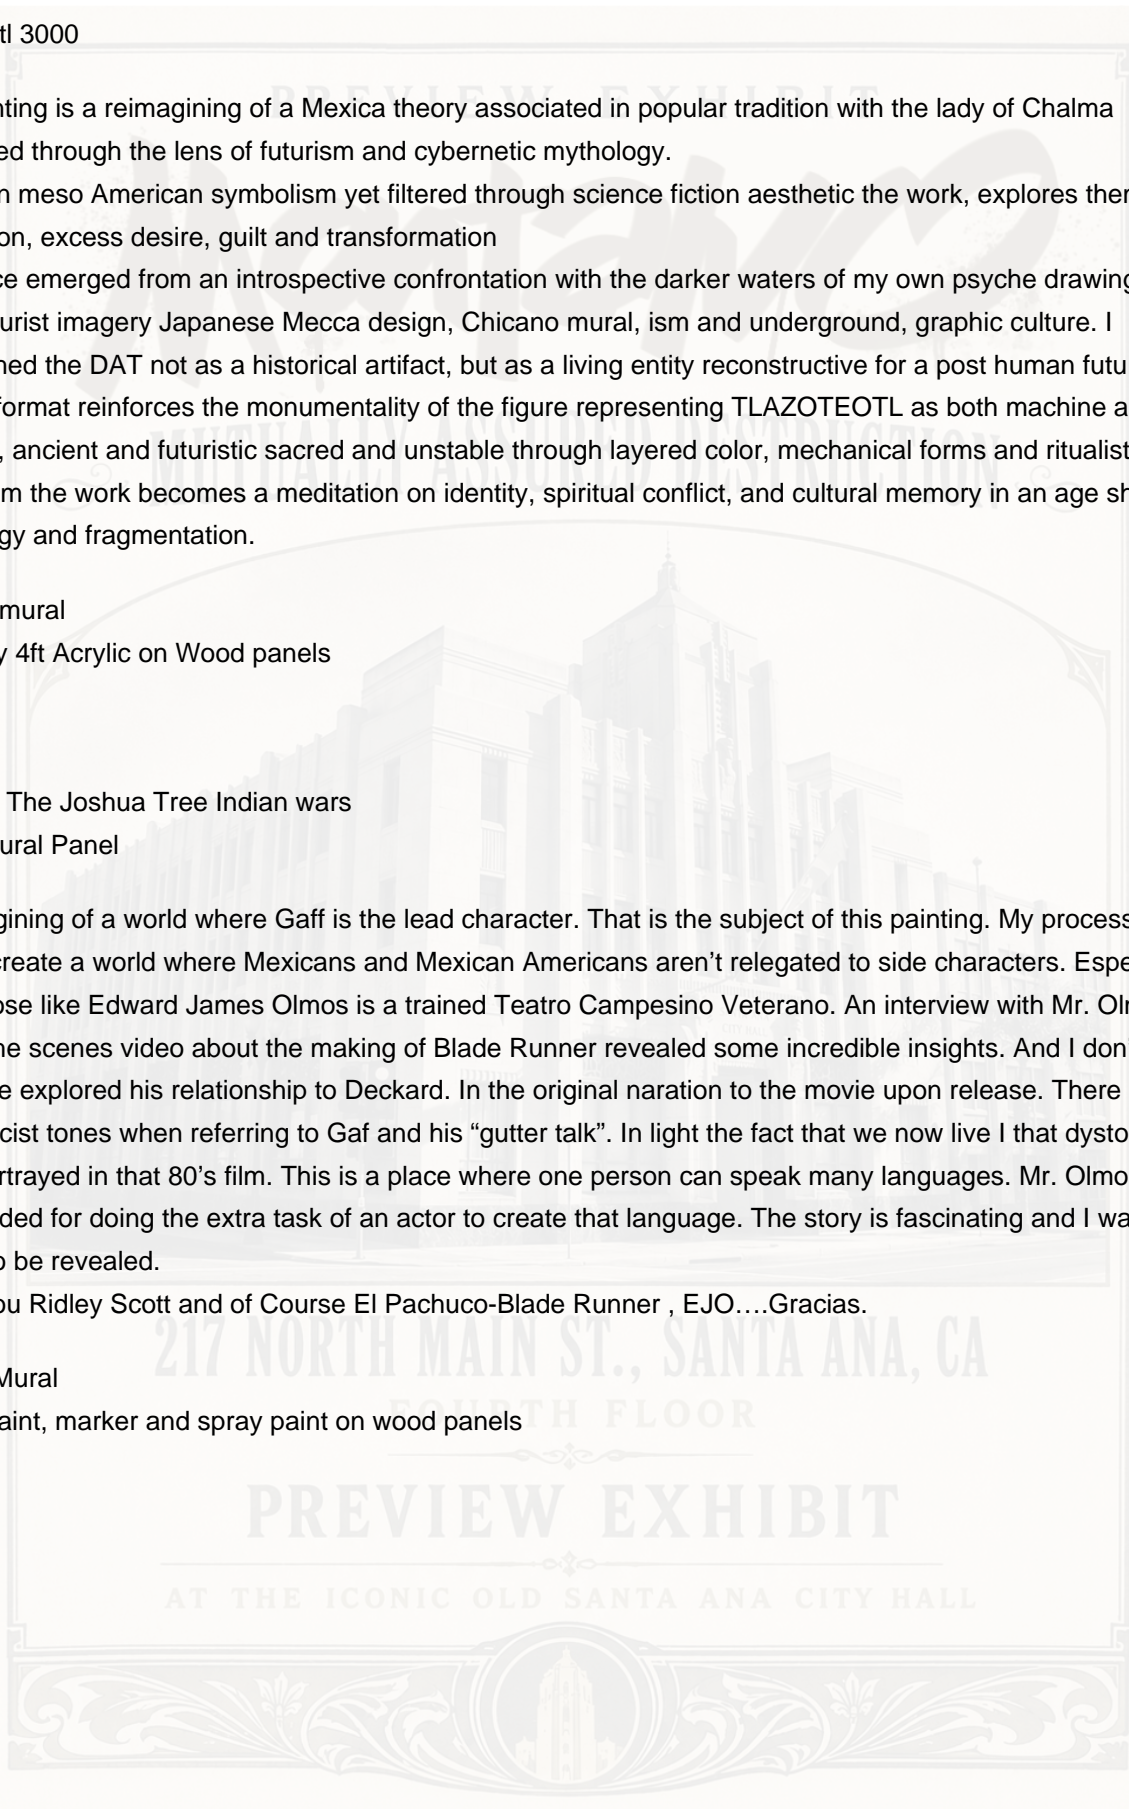 tl 3000
PREVIEW EXHIBIT
nting is a reimagining of a Mexica theory associated in popular tradition with the lady of Chalma
ed through the lens of futurism and cybernetic mythology.
n meso American symbolism yet filtered through science fiction aesthetic the work, explores ther
on, excess desire, guilt and transformation
ce emerged from an introspective confrontation with the darker waters of my own psyche drawing
urist imagery Japanese Mecca design, Chicano mural, ism and underground, graphic culture. I
ned the DAT not as a historical artifact, but as a living entity reconstructive for a post human futu
format reinforces the monumentality of the figure representing TLAZOTEOTL as both machine a
MUTUALLY ASSURED DESTRUCTION
, ancient and futuristic sacred and unstable through layered color, mechanical forms and ritualist
m the work becomes a meditation on identity, spiritual conflict, and cultural memory in an age sh
gy and fragmentation.
mural
y 4ft Acrylic on Wood panels
The Joshua Tree Indian wars
ural Panel
gining of a world where Gaff is the lead character. That is the subject of this painting. My process
create a world where Mexicans and Mexican Americans aren’t relegated to side characters. Espe
ose like Edward James Olmos is a trained Teatro Campesino Veterano. An interview with Mr. Olm
CITY HALL
ne scenes video about the making of Blade Runner revealed some incredible insights. And I don’
e explored his relationship to Deckard. In the original naration to the movie upon release. There
cist tones when referring to Gaf and his “gutter talk”. In light the fact that we now live I that dysto
rtrayed in that 80’s film. This is a place where one person can speak many languages. Mr. Olmo
ded for doing the extra task of an actor to create that language. The story is fascinating and I wa
o be revealed.
ou Ridley Scott and of Course El Pachuco-Blade Runner , EJO….Gracias.
217 NORTH MAIN ST., SANTA ANA, CA
Mural
FOURTH FLOOR
aint, marker and spray paint on wood panels
PREVIEW EXHIBIT
AT THE ICONIC OLD SANTA ANA CITY HALL